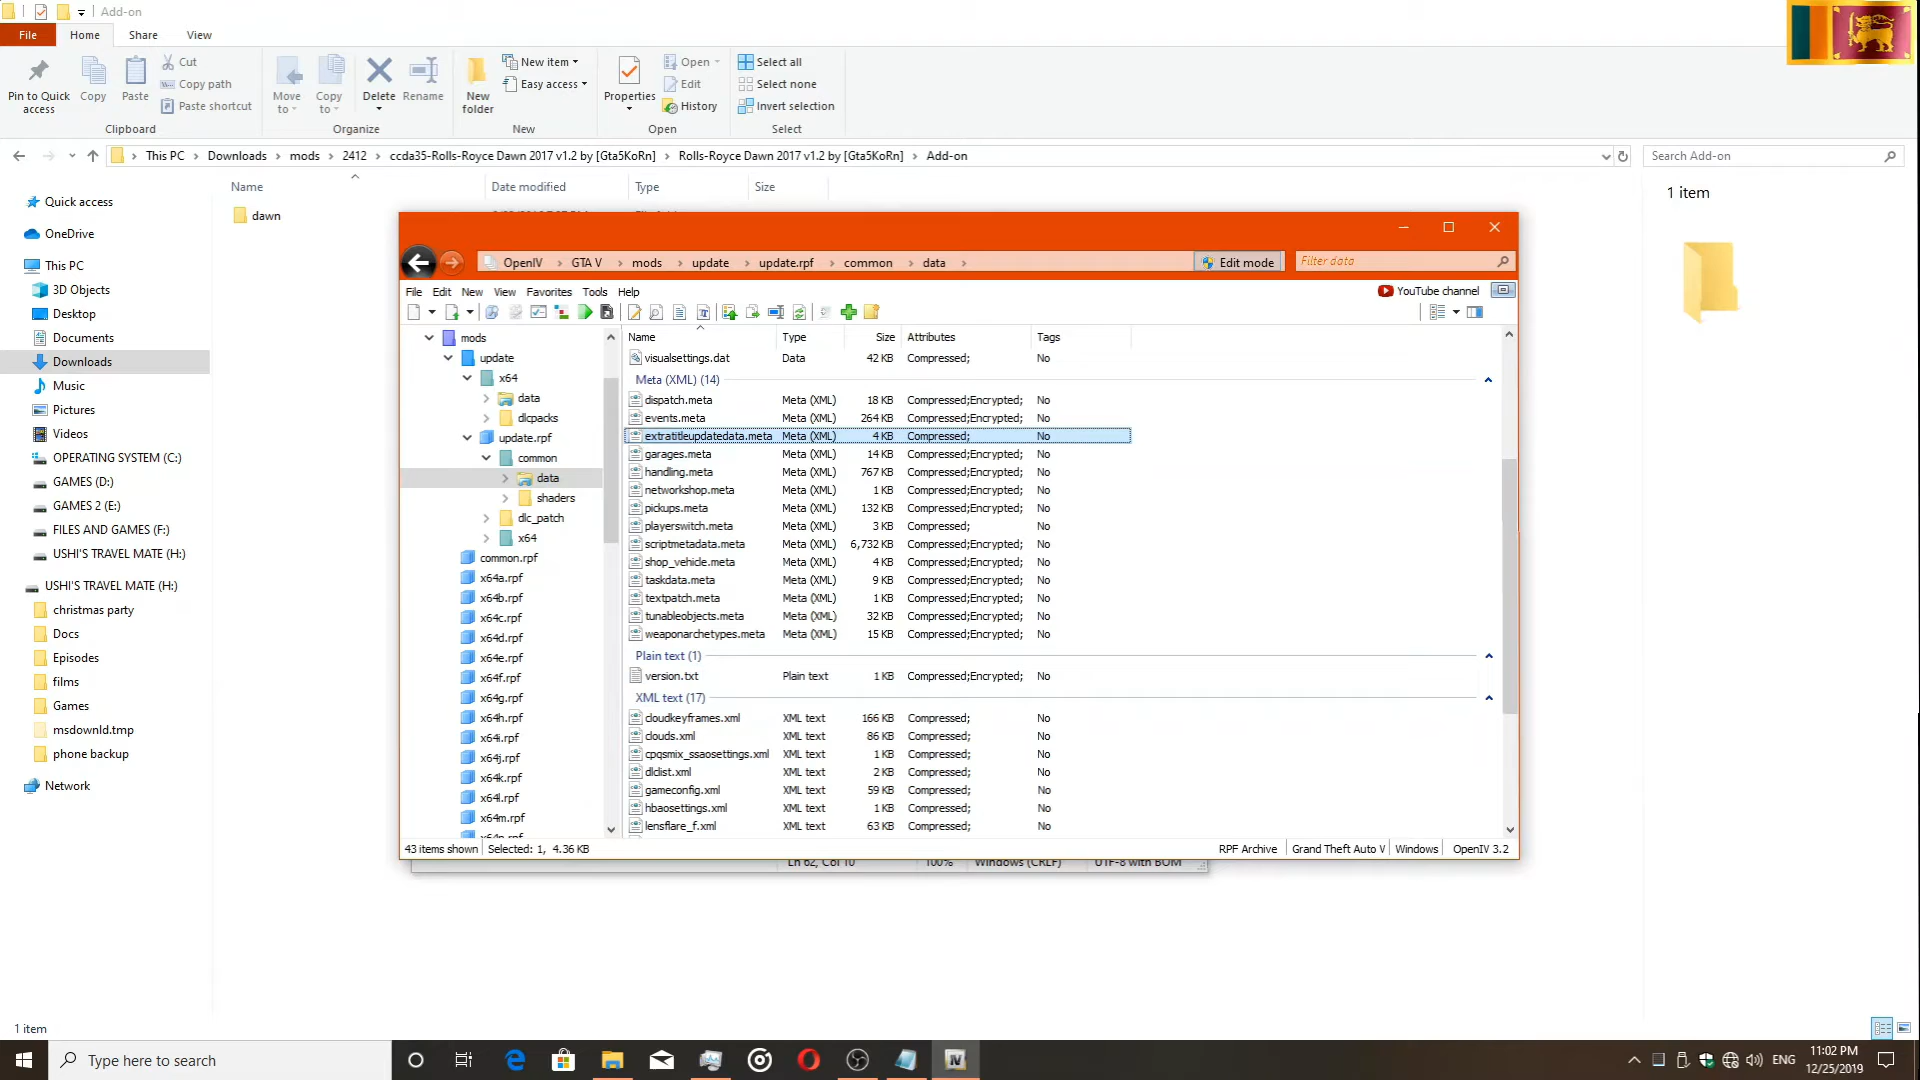 Add-on
File Home Share View
Pin to Quick access
Copy
Paste
Cut
Copy path
Paste shortcut
Clipboard
Move to
Copy to
Delete
Rename
Organize
New folder
New item
Easy access
New
Properties
Open
Edit
History
Open
Select all
Select none
Invert selection
Select
This PC > Downloads > mods > 2412 > ccda35-Rolls-Royce Dawn 2017 v1.2 by [Gta5KoRn] > Rolls-Royce Dawn 2017 v1.2 by [Gta5KoRn] > Add-on
Search Add-on
Quick access
OneDrive
This PC
3D Objects
Desktop
Documents
Downloads
Music
Pictures
Videos
OPERATING SYSTEM (C:)
GAMES (D:)
GAMES 2 (E:)
FILES AND GAMES (F:)
USHI'S TRAVEL MATE (H:)
USHI'S TRAVEL MATE (H:)
christmas party
Docs
Episodes
films
Games
msdownld.tmp
phone backup
Network
Name Date modified Type Size
dawn
1 item
OpenIV > GTA V > mods > update > update.rpf > common > data >
Edit mode
Filter data
File Edit New View Favorites Tools Help
YouTube channel
mods
update
x64
data
dlcpacks
update.rpf
common
data
shaders
dlc_patch
x64
common.rpf
x64a.rpf
x64b.rpf
x64c.rpf
x64d.rpf
x64e.rpf
x64f.rpf
x64g.rpf
x64h.rpf
x64i.rpf
x64j.rpf
x64k.rpf
x64l.rpf
x64m.rpf
Name Type Size Attributes Tags
visualsettings.dat Data 42 KB Compressed; No
Meta (XML) (14)
dispatch.meta Meta (XML) 18 KB Compressed;Encrypted; No
events.meta Meta (XML) 264 KB Compressed;Encrypted; No
extratitleupdatedata.meta Meta (XML) 4 KB Compressed; No
garages.meta Meta (XML) 14 KB Compressed;Encrypted; No
handling.meta Meta (XML) 767 KB Compressed;Encrypted; No
networkshop.meta Meta (XML) 1 KB Compressed;Encrypted; No
pickups.meta Meta (XML) 132 KB Compressed;Encrypted; No
playerswitch.meta Meta (XML) 3 KB Compressed; No
scriptmetadata.meta Meta (XML) 6,732 KB Compressed;Encrypted; No
shop_vehicle.meta Meta (XML) 4 KB Compressed;Encrypted; No
taskdata.meta Meta (XML) 9 KB Compressed;Encrypted; No
textpatch.meta Meta (XML) 1 KB Compressed;Encrypted; No
tunableobjects.meta Meta (XML) 32 KB Compressed;Encrypted; No
weaponarchetypes.meta Meta (XML) 15 KB Compressed;Encrypted; No
Plain text (1)
version.txt Plain text 1 KB Compressed;Encrypted; No
XML text (17)
cloudkeyframes.xml XML text 166 KB Compressed; No
clouds.xml XML text 86 KB Compressed; No
cpqsmix_ssaosettings.xml XML text 1 KB Compressed; No
dlclist.xml XML text 2 KB Compressed; No
gameconfig.xml XML text 59 KB Compressed; No
hbaosettings.xml XML text 1 KB Compressed; No
lensflare_f.xml XML text 63 KB Compressed; No
43 items shown Selected: 1, 4.36 KB RPF Archive Grand Theft Auto V Windows OpenIV 3.2
Ln 62, Col 10 100% Windows (CRLF) UTF-8 with BOM
1 item
Type here to search
ENG
11:02 PM
12/25/2019